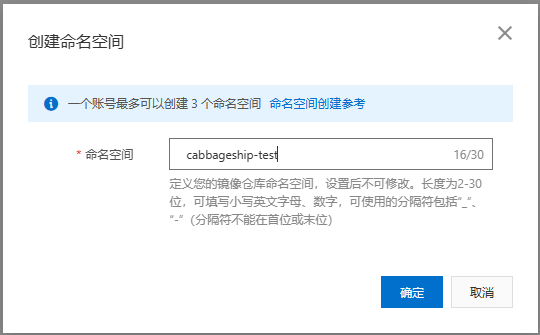 创建命名空间
一个账号最多可以创建 3 个命名空间 命名空间创建参考
* 命名空间 cabbageship-test 16/30
定义您的镜像仓库命名空间，设置后不可修改。长度为2-30
位，可填写小写英文字母、数字，可使用的分隔符包括“_”、
“-”（分隔符不能在首位或末位）
确定 取消